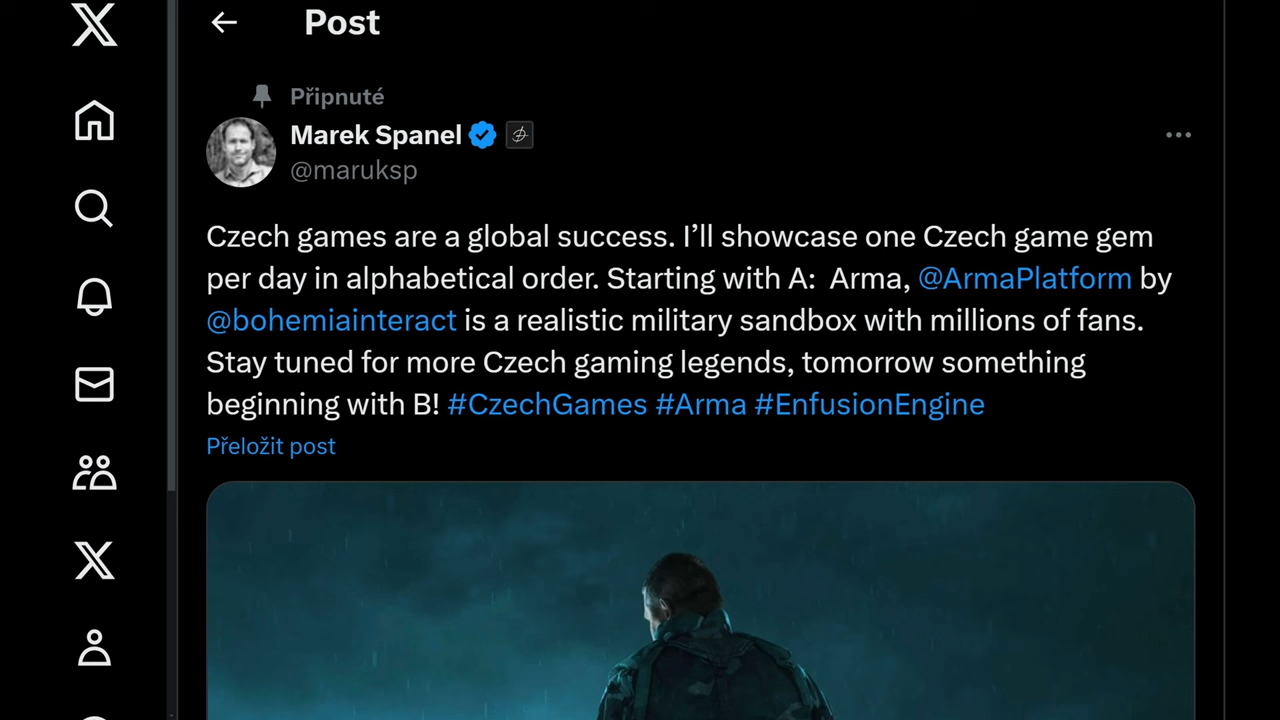 Post
Připnuté
Marek Spanel
@maruksp
Czech games are a global success. I’ll showcase one Czech game gem
per day in alphabetical order. Starting with A:  Arma, @ArmaPlatform by
@bohemiainteract is a realistic military sandbox with millions of fans.
Stay tuned for more Czech gaming legends, tomorrow something
beginning with B! #CzechGames #Arma #EnfusionEngine
Přeložit post